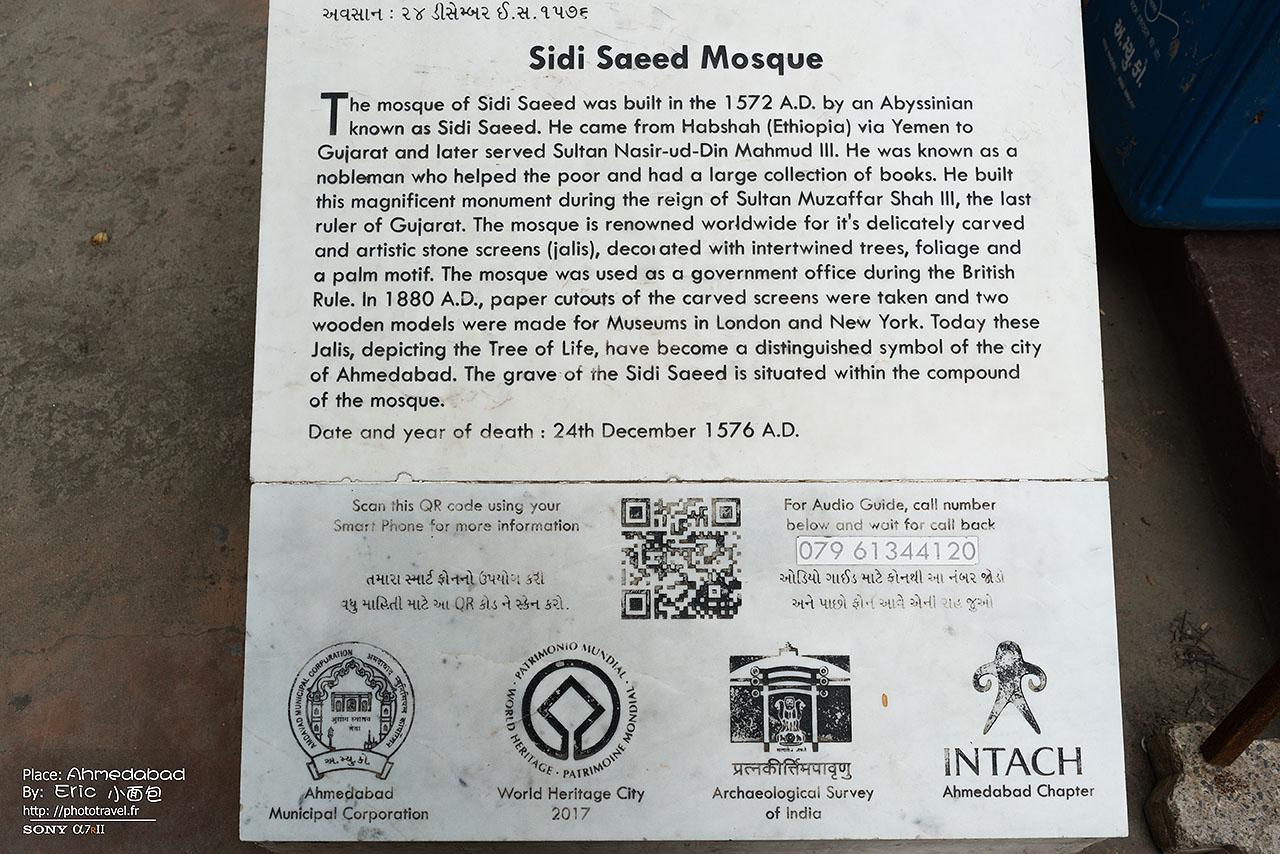 અવસાન : ૨૪ ડીસેમ્બર ઈ.સ.૧૫૭૬
Sidi Saeed Mosque
The mosque of Sidi Saeed was built in the 1572 A.D. by an Abyssinian
known as Sidi Saeed. He came from Habshah (Ethiopia) via Yemen to
Gujarat and later served Sultan Nasir-ud-Din Mahmud III. He was known as a
nobleman who helped the poor and had a large collection of books. He built
this magnificent monument during the reign of Sultan Muzaffar Shah III, the last
ruler of Gujarat. The mosque is renowned worldwide for it's delicately carved
and artistic stone screens (jalis), decorated with intertwined trees, foliage and
a palm motif. The mosque was used as a government office during the British
Rule. In 1880 A.D., paper cutouts of the carved screens were taken and two
wooden models were made for Museums in London and New York. Today these
Jalis, depicting the Tree of Life, have become a distinguished symbol of the city
of Ahmedabad. The grave of the Sidi Saeed is situated within the compound
of the mosque.
Date and year of death : 24th December 1576 A.D.
Scan this QR code using your
Smart Phone for more information
તમારા સ્માર્ટ ફોનનો ઉપયોગ કરી
વધુ માહિતી માટે આ QR કોડ ને સ્કેન કરો.
For Audio Guide, call number
below and wait for call back
079 61344120
ઓડિયો ગાઈડ માટે ફોનથી આ નંબર જોડો
અને પાછો ફોન આવે એની રાહ જુઓ
AMDAVAD MUNICIPAL CORPORATION
અ.મ્યુ.કો.
Ahmedabad
Municipal Corporation
WORLD HERITAGE · PATRIMONIO MUNDIAL · PATRIMOINE MONDIAL ·
World Heritage City
2017
प्रत्नकीर्त्तिमपावृणु
Archaeological Survey
of India
INTACH
Ahmedabad Chapter
અ.મ્યુ.કો.
Place: Ahmedabad
By: Eric 小面包
http: //phototravel.fr
SONY α7RII